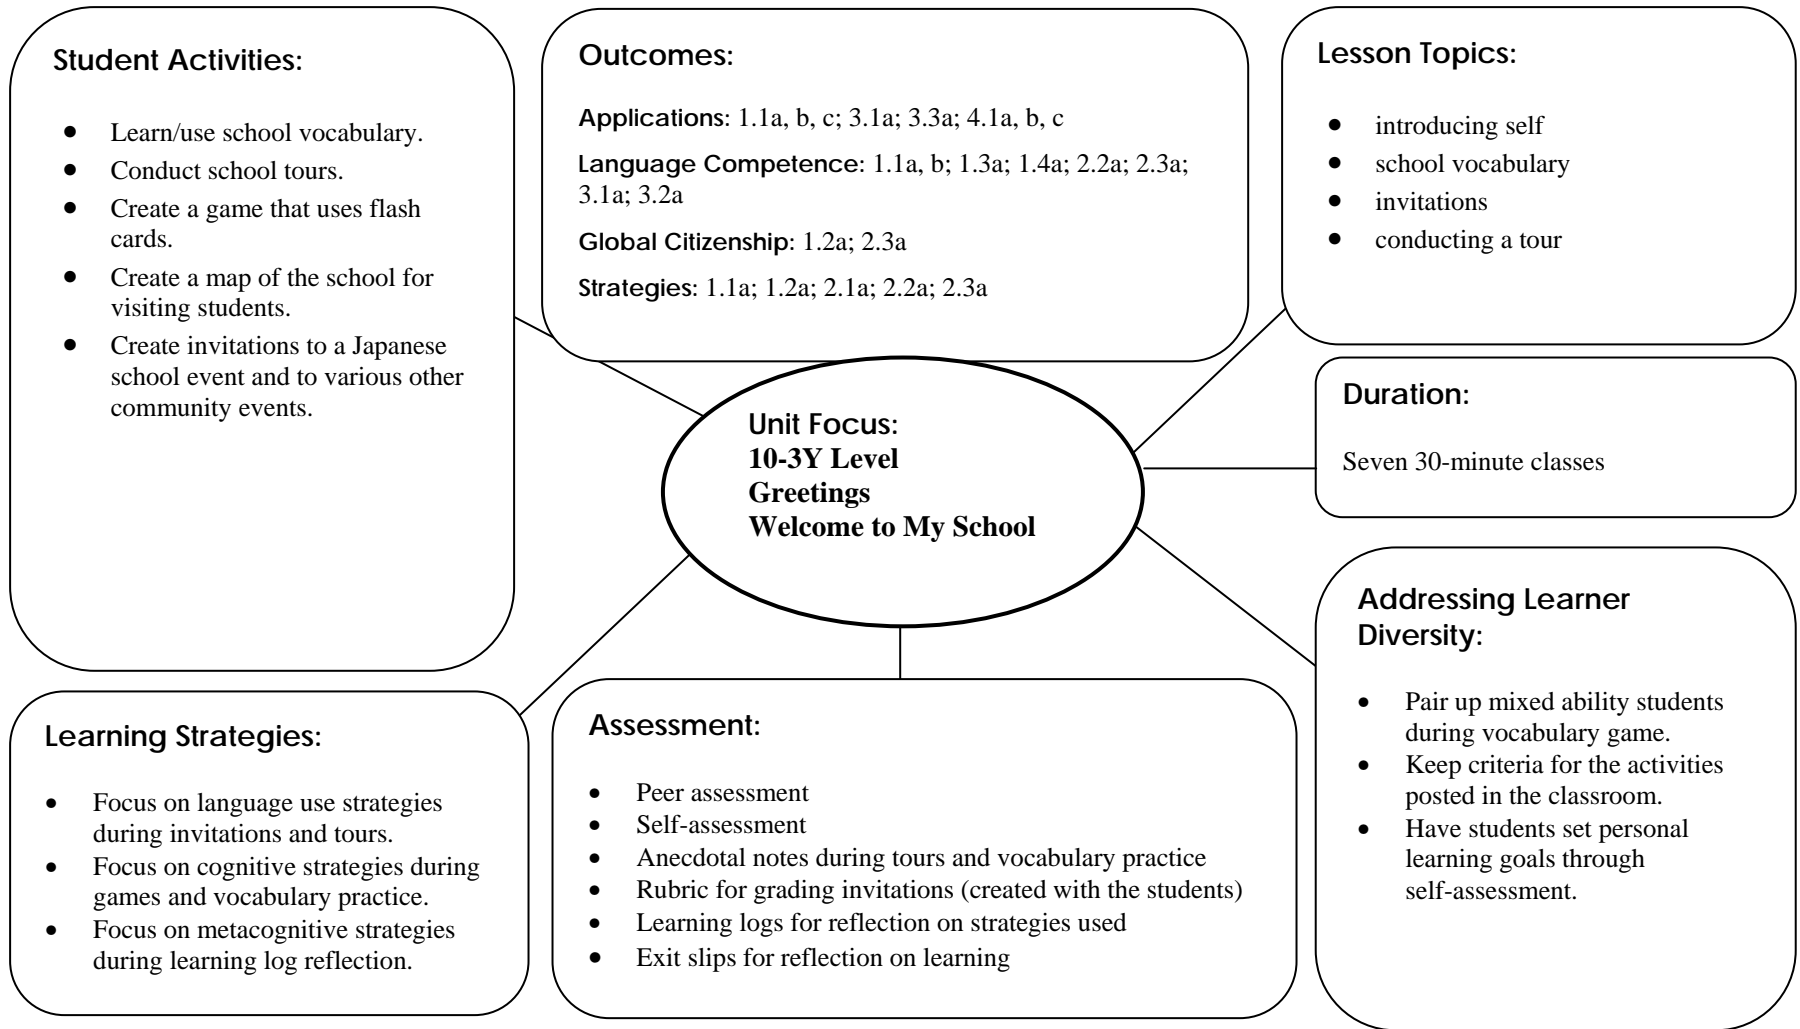 Student Activities:
• Learn/use school vocabulary.
• Conduct school tours.
• Create a game that uses flash
cards.
• Create a map of the school for
visiting students.
• Create invitations to a Japanese
school event and to various other
community events.
Outcomes:
Applications: 1.1a, b, c; 3.1a; 3.3a; 4.1a, b, c
Language Competence: 1.1a, b; 1.3a; 1.4a; 2.2a; 2.3a;
3.1a; 3.2a
Global Citizenship: 1.2a; 2.3a
Strategies: 1.1a; 1.2a; 2.1a; 2.2a; 2.3a
Lesson Topics:
• introducing self
• school vocabulary
• invitations
• conducting a tour
Unit Focus:
10-3Y Level
Greetings
Welcome to My School
Duration:
Seven 30-minute classes
Learning Strategies:
• Focus on language use strategies
during invitations and tours.
• Focus on cognitive strategies during
games and vocabulary practice.
• Focus on metacognitive strategies
during learning log reflection.
Assessment:
• Peer assessment
• Self-assessment
• Anecdotal notes during tours and vocabulary practice
• Rubric for grading invitations (created with the students)
• Learning logs for reflection on strategies used
• Exit slips for reflection on learning
Addressing Learner
Diversity:
• Pair up mixed ability students
during vocabulary game.
• Keep criteria for the activities
posted in the classroom.
• Have students set personal
learning goals through
self-assessment.